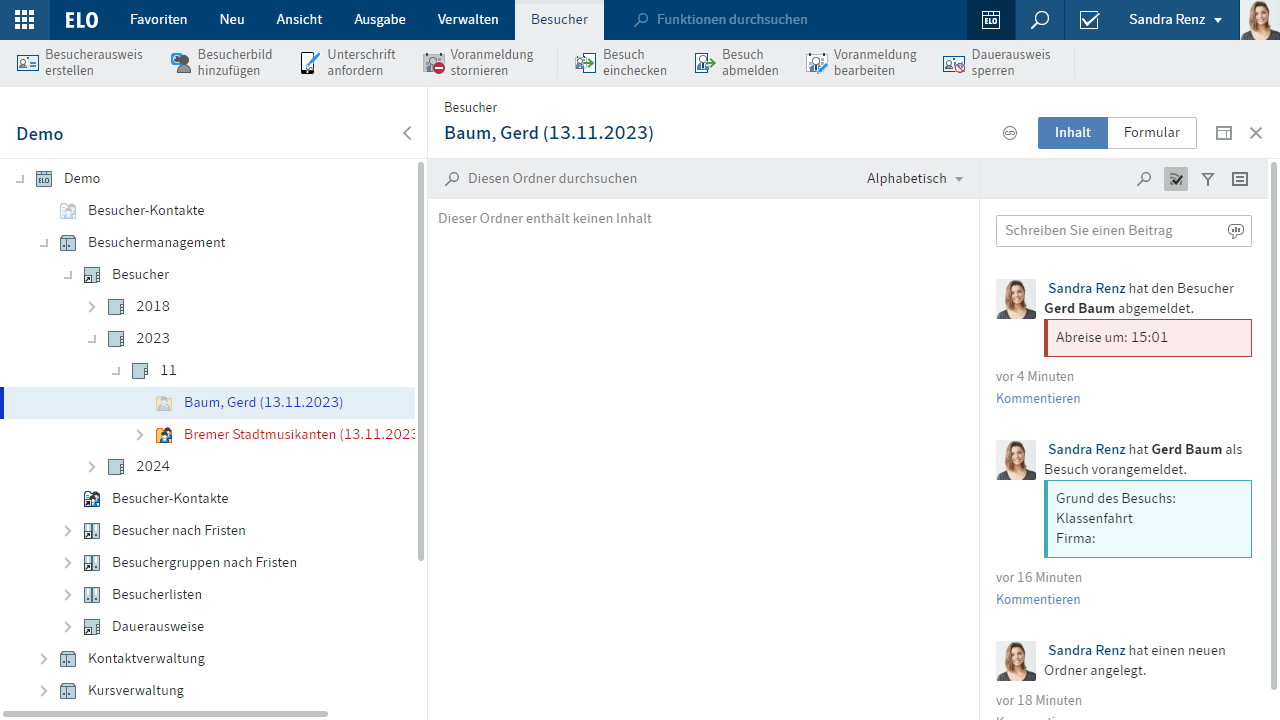 ELO Favoriten Neu Ansicht Ausgabe Verwalten Besucher Funktionen durchsuchen ELO Sandra Renz
Besucherausweis erstellen
Besucherbild hinzufügen
Unterschrift anfordern
Voranmeldung stornieren
Besuch einchecken
Besuch abmelden
Voranmeldung bearbeiten
Dauerausweis sperren
Demo
Demo
Besucher-Kontakte
Besuchermanagement
Besucher
2018
2023
11
Baum, Gerd (13.11.2023)
Bremer Stadtmusikanten (13.11.2023
2024
Besucher-Kontakte
Besucher nach Fristen
Besuchergruppen nach Fristen
Besucherlisten
Dauerausweise
Kontaktverwaltung
Kursverwaltung
Besucher
Baum, Gerd (13.11.2023)
Inhalt Formular
Diesen Ordner durchsuchen Alphabetisch
Dieser Ordner enthält keinen Inhalt
Schreiben Sie einen Beitrag
Sandra Renz hat den Besucher
Gerd Baum abgemeldet.
Abreise um: 15:01
vor 4 Minuten
Kommentieren
Sandra Renz hat Gerd Baum als
Besuch vorangemeldet.
Grund des Besuchs:
Klassenfahrt
Firma:
vor 16 Minuten
Kommentieren
Sandra Renz hat einen neuen
Ordner angelegt.
vor 18 Minuten